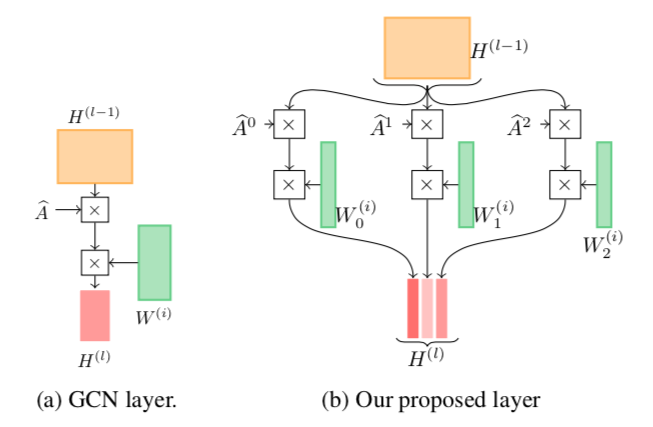 H^(l−1)
Â
×
×
W^(i)
H^(l)
(a) GCN layer.
H^(l−1)
Â^0 × Â^1 × Â^2 ×
× × ×
W_0^(i) W_1^(i) W_2^(i)
H^(l)
(b) Our proposed layer